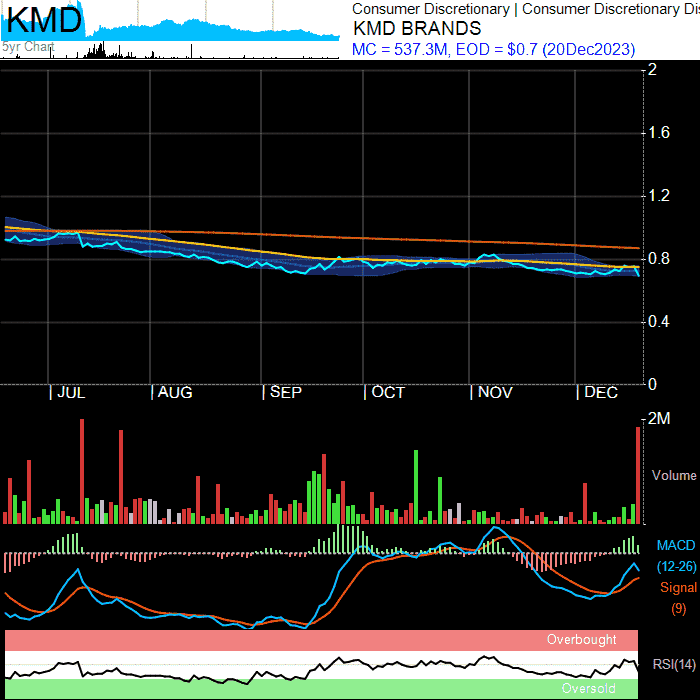 KMD
5yr Chart
Consumer Discretionary | Consumer Discretionary Dis
KMD BRANDS
MC = 537.3M, EOD = $0.7 (20Dec2023)
2
1.6
1.2
0.8
0.4
0
| JUL | AUG | SEP | OCT | NOV | DEC
2M
Volume
MACD
(12-26)
Signal
(9)
Overbought
RSI(14)
Oversold